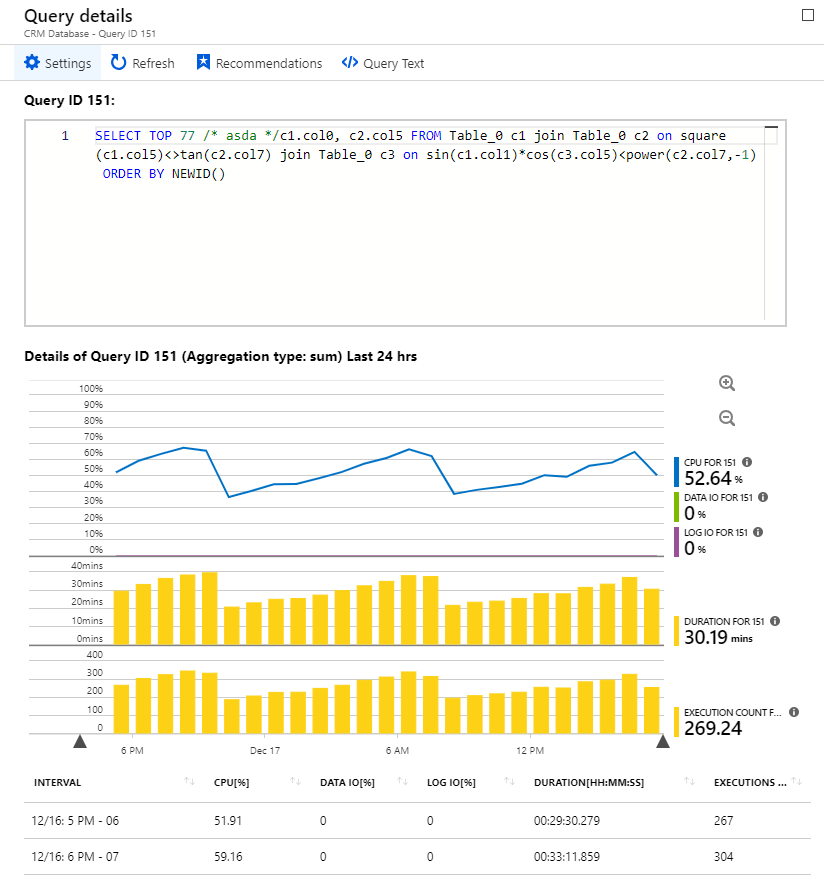 Query details
CRM Database - Query ID 151
Settings Refresh Recommendations </> Query Text
Query ID 151:
1 SELECT TOP 77 /* asda */c1.col0, c2.col5 FROM Table_0 c1 join Table_0 c2 on square
(c1.col5)<>tan(c2.col7) join Table_0 c3 on sin(c1.col1)*cos(c3.col5)<power(c2.col7,-1)
ORDER BY NEWID()
Details of Query ID 151 (Aggregation type: sum) Last 24 hrs
100%
90%
80%
70%
60%
50%
40%
30%
20%
10%
0%
CPU FOR 151
52.64 %
DATA IO FOR 151
0 %
LOG IO FOR 151
0 %
40mins
30mins
20mins
10mins
0mins
DURATION FOR 151
30.19 mins
400
300
200
100
0
EXECUTION COUNT F...
269.24
6 PM Dec 17 6 AM 12 PM
INTERVAL CPU[%] DATA IO[%] LOG IO[%] DURATION[HH:MM:SS] EXECUTIONS ...
12/16: 5 PM - 06 51.91 0 0 00:29:30.279 267
12/16: 6 PM - 07 59.16 0 0 00:33:11.859 304